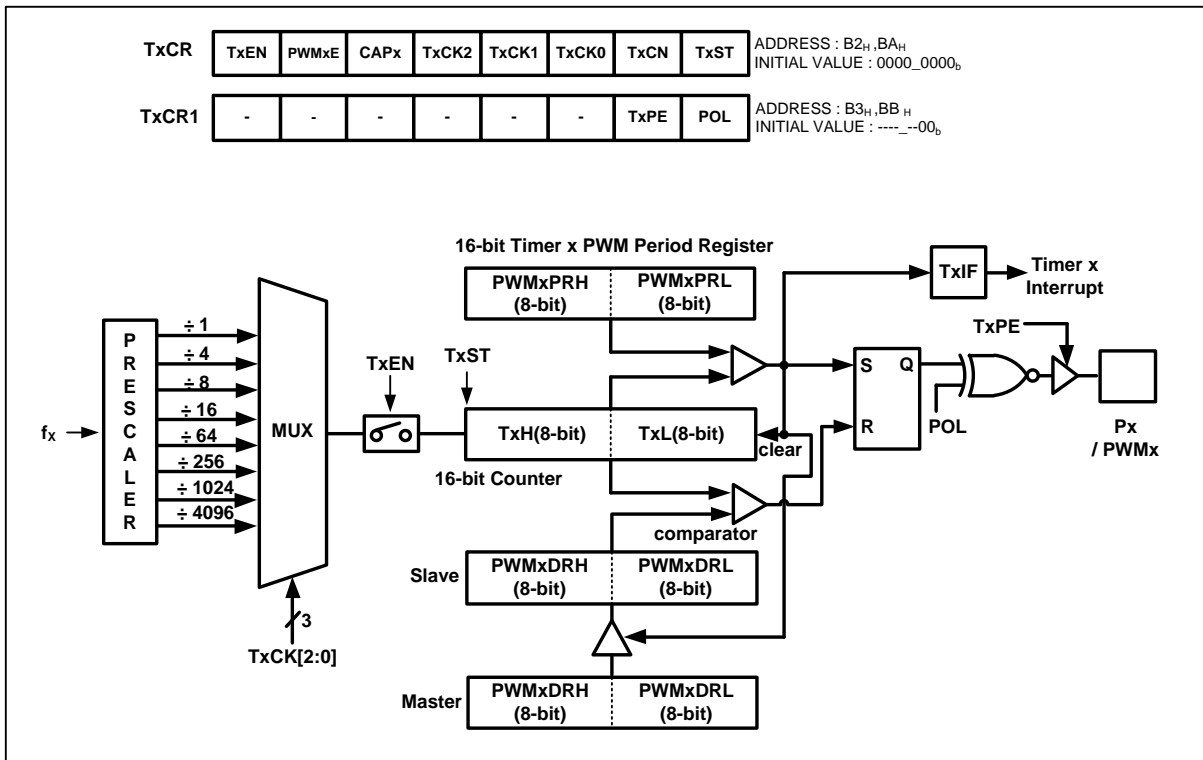 TxCR TxEN PWMxE CAPx TxCK2 TxCK1 TxCK0 TxCN TxST
ADDRESS : B2H ,BAH
INITIAL VALUE : 0000_0000b
TxCR1 - - - - - - TxPE POL
ADDRESS : B3H ,BB H
INITIAL VALUE : ----_--00b
16-bit Timer x PWM Period Register
PWMxPRH
(8-bit)
PWMxPRL
(8-bit)
TxIF
Timer x
Interrupt
fX
PRESCALER
÷ 1
÷ 4
÷ 8
÷ 16
÷ 64
÷ 256
÷ 1024
÷ 4096
MUX
3
TxCK[2:0]
TxEN
TxST
TxH(8-bit)
TxL(8-bit)
clear
16-bit Counter
comparator
S
Q
R
POL
TxPE
Px
/ PWMx
Slave
PWMxDRH
(8-bit)
PWMxDRL
(8-bit)
Master
PWMxDRH
(8-bit)
PWMxDRL
(8-bit)